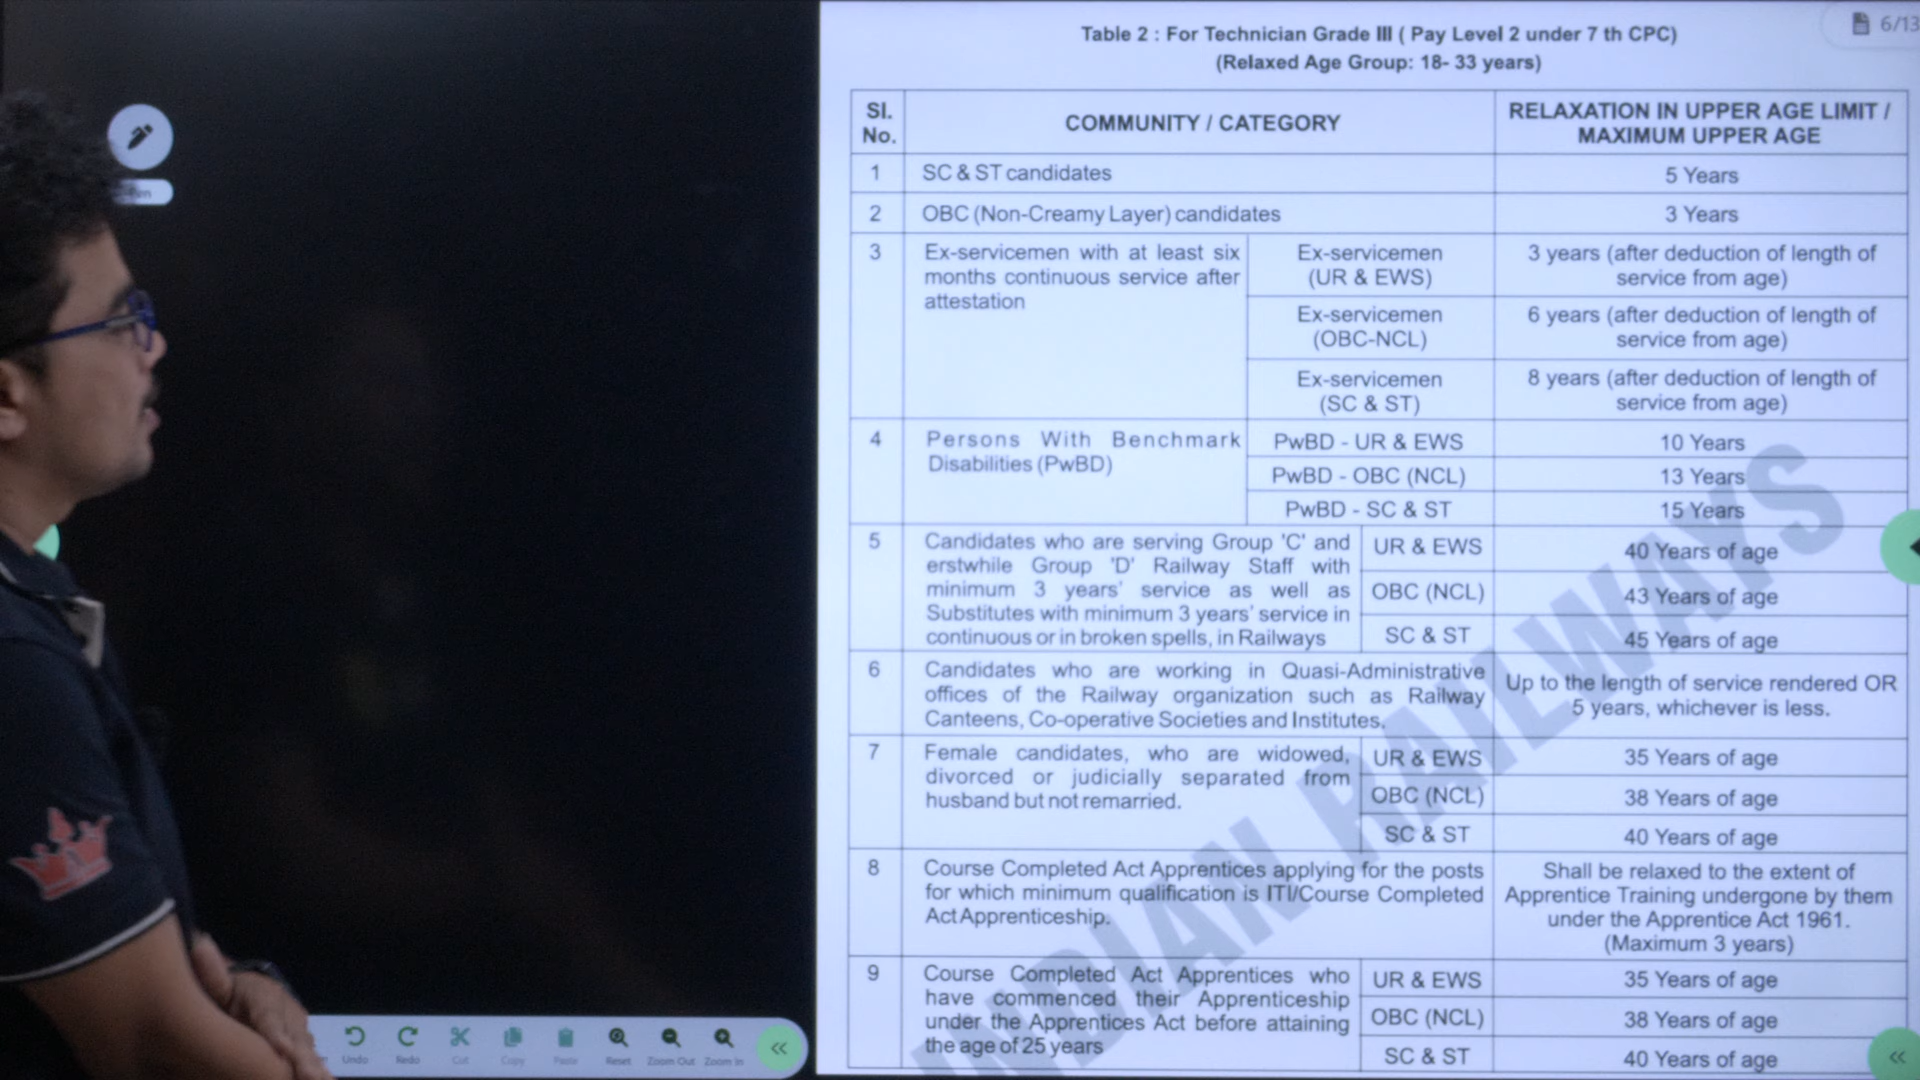 Table 2 : For Technician Grade III ( Pay Level 2 under 7 th CPC)
(Relaxed Age Group: 18- 33 years)
6/13
SI. No.
COMMUNITY / CATEGORY
RELAXATION IN UPPER AGE LIMIT /
MAXIMUM UPPER AGE
1
SC & ST candidates
5 Years
2
OBC (Non-Creamy Layer) candidates
3 Years
3
Ex-servicemen with at least six
months continuous service after
attestation
Ex-servicemen
(UR & EWS)
3 years (after deduction of length of
service from age)
Ex-servicemen
(OBC-NCL)
6 years (after deduction of length of
service from age)
Ex-servicemen
(SC & ST)
8 years (after deduction of length of
service from age)
4
Persons With Benchmark
Disabilities (PwBD)
PwBD - UR & EWS
10 Years
PwBD - OBC (NCL)
13 Years
PwBD - SC & ST
15 Years
5
Candidates who are serving Group 'C' and
erstwhile Group 'D' Railway Staff with
minimum 3 years' service as well as
Substitutes with minimum 3 years' service in
continuous or in broken spells, in Railways
UR & EWS
40 Years of age
OBC (NCL)
43 Years of age
SC & ST
45 Years of age
6
Candidates who are working in Quasi-Administrative
offices of the Railway organization such as Railway
Canteens, Co-operative Societies and Institutes.
Up to the length of service rendered OR
5 years, whichever is less.
7
Female candidates, who are widowed,
divorced or judicially separated from
husband but not remarried.
UR & EWS
35 Years of age
OBC (NCL)
38 Years of age
SC & ST
40 Years of age
8
Course Completed Act Apprentices applying for the posts
for which minimum qualification is ITI/Course Completed
Act Apprenticeship.
Shall be relaxed to the extent of
Apprentice Training undergone by them
under the Apprentice Act 1961.
(Maximum 3 years)
9
Course Completed Act Apprentices who
have commenced their Apprenticeship
under the Apprentices Act before attaining
the age of 25 years
UR & EWS
35 Years of age
OBC (NCL)
38 Years of age
SC & ST
40 Years of age
INDIAN RAILWAYS
Undo
Redo
Cut
Copy
Paste
Reset
Zoom Out
Zoom In